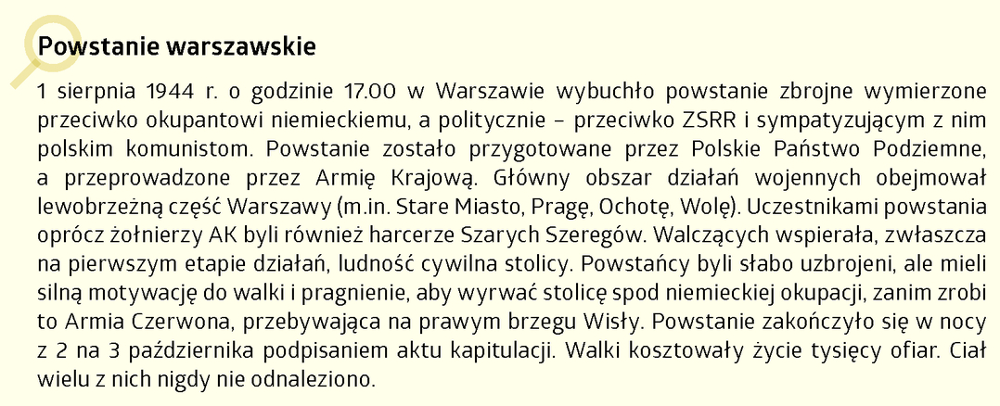 Powstanie warszawskie
1 sierpnia 1944 r. o godzinie 17.00 w Warszawie wybuchło powstanie zbrojne wymierzone
przeciwko okupantowi niemieckiemu, a politycznie – przeciwko ZSRR i sympatyzującym z nim
polskim komunistom. Powstanie zostało przygotowane przez Polskie Państwo Podziemne,
a przeprowadzone przez Armię Krajową. Główny obszar działań wojennych obejmował
lewobrzeżną część Warszawy (m.in. Stare Miasto, Pragę, Ochotę, Wolę). Uczestnikami powstania
oprócz żołnierzy AK byli również harcerze Szarych Szeregów. Walczących wspierała, zwłaszcza
na pierwszym etapie działań, ludność cywilna stolicy. Powstańcy byli słabo uzbrojeni, ale mieli
silną motywację do walki i pragnienie, aby wyrwać stolicę spod niemieckiej okupacji, zanim zrobi
to Armia Czerwona, przebywająca na prawym brzegu Wisły. Powstanie zakończyło się w nocy
z 2 na 3 października podpisaniem aktu kapitulacji. Walki kosztowały życie tysięcy ofiar. Ciał
wielu z nich nigdy nie odnaleziono.